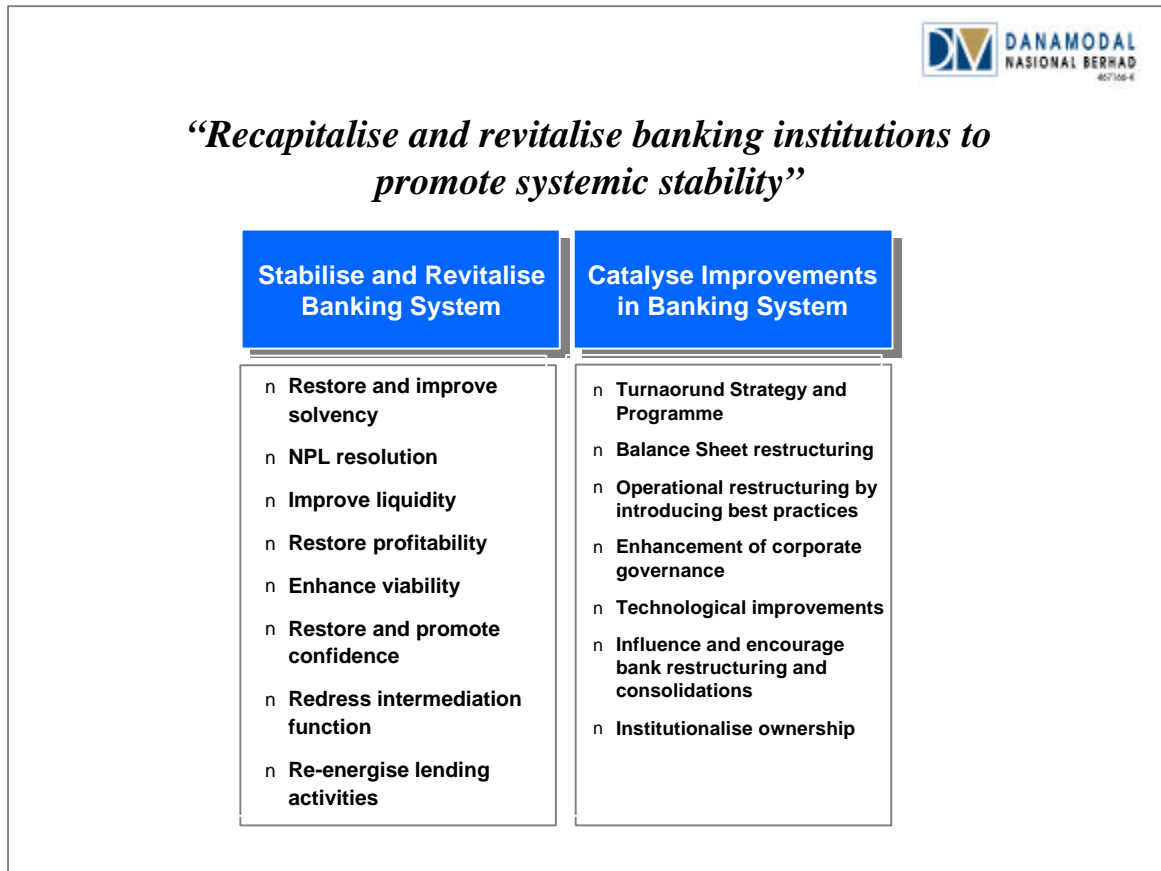 DANAMODAL
NASIONAL BERHAD
467166-K
“Recapitalise and revitalise banking institutions to
promote systemic stability”
Stabilise and Revitalise
Banking System
n Restore and improve
solvency
n NPL resolution
n Improve liquidity
n Restore profitability
n Enhance viability
n Restore and promote
confidence
n Redress intermediation
function
n Re-energise lending
activities
Catalyse Improvements
in Banking System
n Turnaorund Strategy and
Programme
n Balance Sheet restructuring
n Operational restructuring by
introducing best practices
n Enhancement of corporate
governance
n Technological improvements
n Influence and encourage
bank restructuring and
consolidations
n Institutionalise ownership